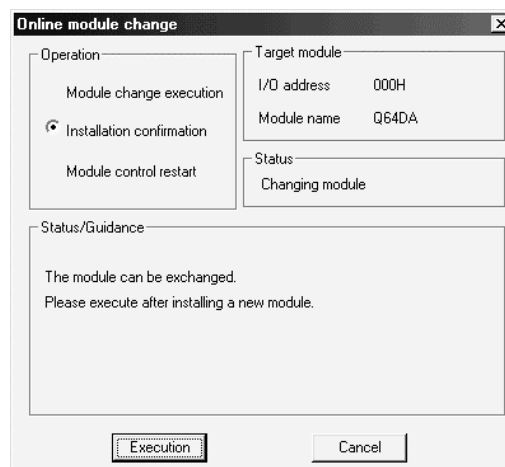 Online module change
Operation
Module change execution
Installation confirmation
Module control restart
Target module
I/O address 000H
Module name Q64DA
Status
Changing module
Status/Guidance
The module can be exchanged.
Please execute after installing a new module.
Execution
Cancel